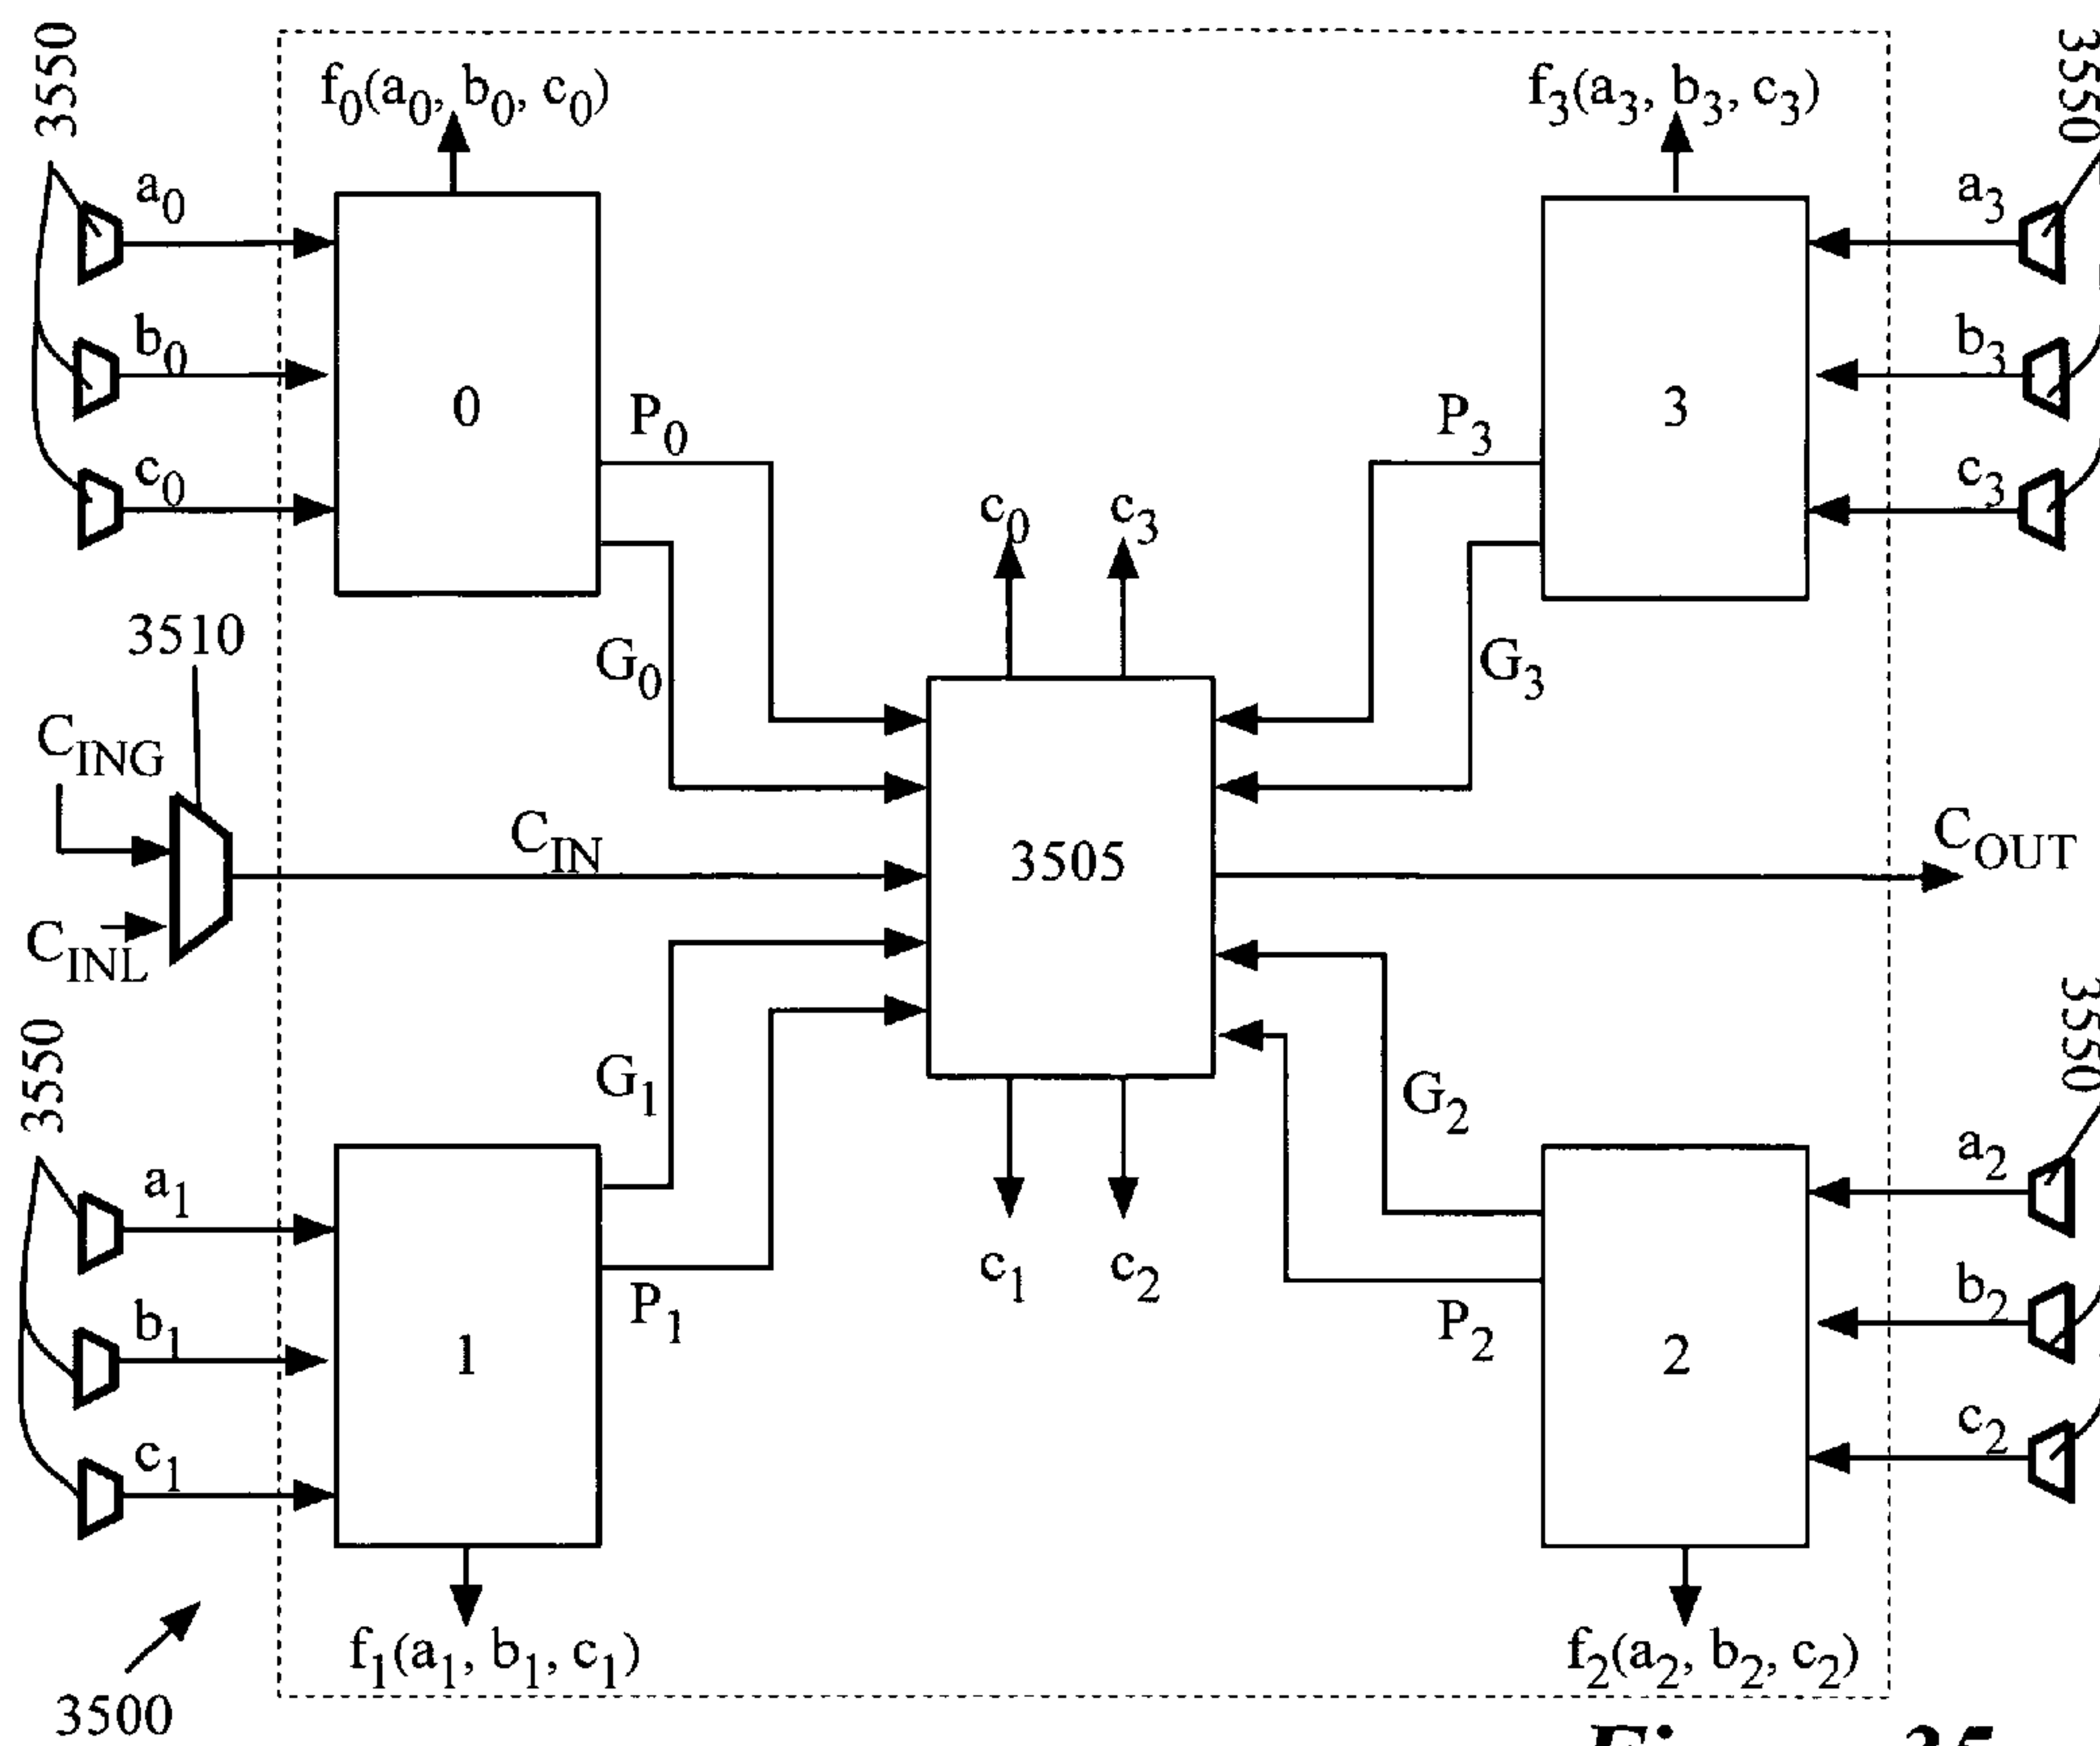 3550
f0(a0, b0, c0)
f3(a3, b3, c3)
3550
a0
b0
c0
0
P0
G0
P3
3
G3
a3
b3
c3
c0
c3
3510
CING
CINL
CIN
3505
COUT
3550
a1
b1
c1
1
G1
P1
c1
c2
G2
P2
2
3550
a2
b2
c2
f1(a1, b1, c1)
f2(a2, b2, c2)
3500